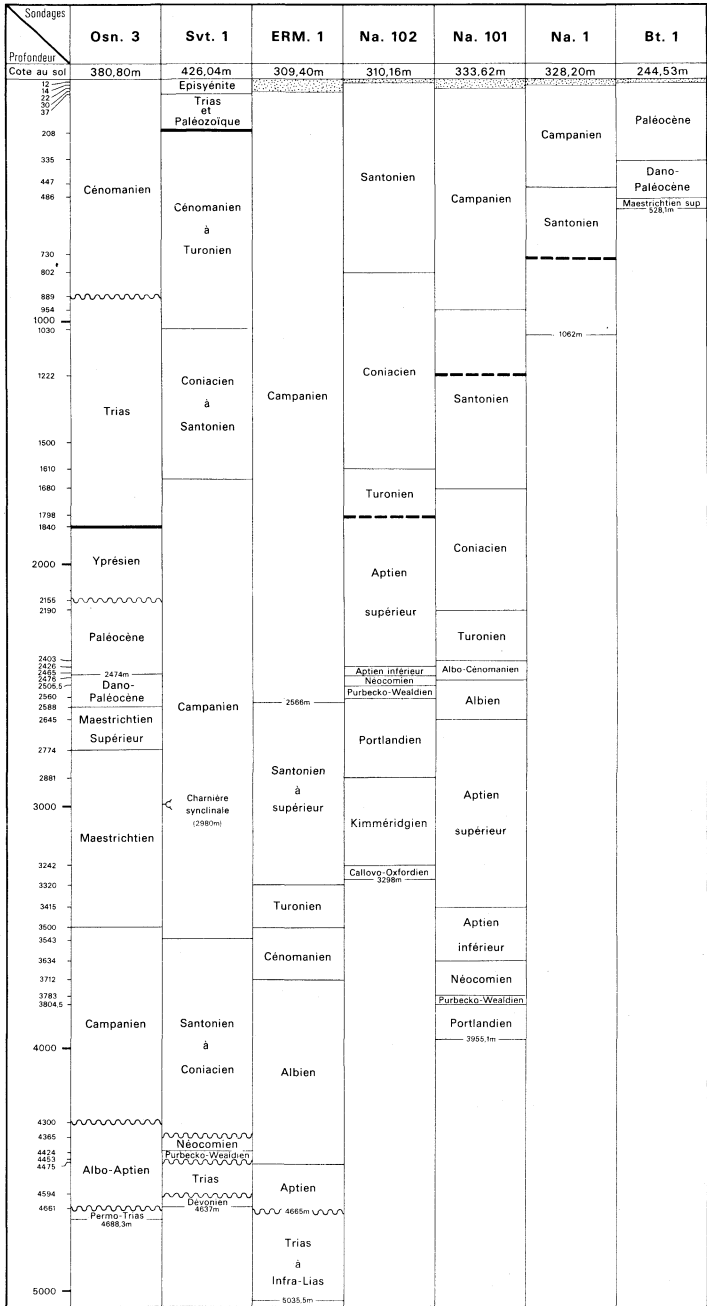 Sondages
Osn. 3 Svt. 1 ERM. 1 Na. 102 Na. 101 Na. 1 Bt. 1
Profondeur
Cote au sol 380,80m 426,04m 309,40m 310,16m 333,62m 328,20m 244,53m
12
14
22
30
37
208
335
447
486
730
802
889
954
1000
1030
1222
1500
1610
1680
1798
1840
2000
2155
2190
2403
2426
2465
2476
2506,5
2560
2588
2645
2774
2881
3000
3242
3320
3415
3500
3543
3634
3712
3783
3804,5
4000
4300
4365
4424
4453
4475
4594
4661
5000
Cénomanien
Trias
Yprésien
Paléocène
2474m
Dano-
Paléocène
Maestrichtien
Supérieur
Maestrichtien
Campanien
Albo-Aptien
Permo-Trias
4688,3m
Episyénite
Trias
et
Paléozoïque
Cénomanien
à
Turonien
Coniacien
à
Santonien
Campanien
Charnière
synclinale
(2980m)
Santonien
à
Coniacien
Néocomien
Purbecko-Wealdien
Trias
Dévonien
4637m
Campanien
2566m
Santonien
à
supérieur
Turonien
Cénomanien
Albien
Aptien
4665m
Trias
à
Infra-Lias
5035,5m
Santonien
Coniacien
Turonien
Aptien
supérieur
Aptien inférieur
Néocomien
Purbecko-Wealdien
Portlandien
Kimméridgien
Callovo-Oxfordien
3298m
Campanien
Santonien
Coniacien
Turonien
Albo-Cénomanien
Albien
Aptien
supérieur
Aptien
inférieur
Néocomien
Purbecko-Wealdien
Portlandien
3955,1m
Campanien
Santonien
1062m
Paléocène
Dano-
Paléocène
Maestrichtien sup
528,1m